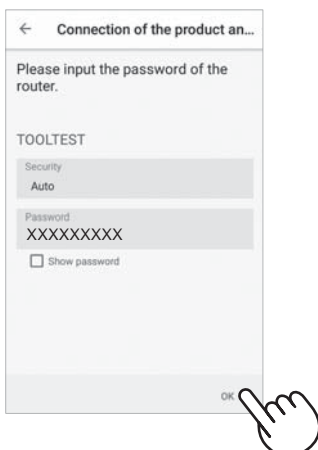 ← Connection of the product an...
Please input the password of the
router.
TOOLTEST
Security
Auto
Password
XXXXXXXXX
Show password
OK